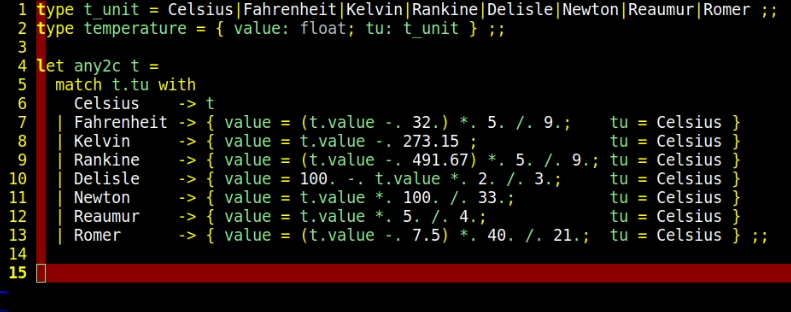 1 type t_unit = Celsius|Fahrenheit|Kelvin|Rankine|Delisle|Newton|Reaumur|Romer ;;
2 type temperature = { value: float; tu: t_unit } ;;
3
4 let any2c t =
5   match t.tu with
6     Celsius    -> t
7   | Fahrenheit -> { value = (t.value -. 32.) *. 5. /. 9.;    tu = Celsius }
8   | Kelvin     -> { value = t.value -. 273.15 ;              tu = Celsius }
9   | Rankine    -> { value = (t.value -. 491.67) *. 5. /. 9.; tu = Celsius }
10   | Delisle    -> { value = 100. -. t.value *. 2. /. 3.;     tu = Celsius }
11   | Newton     -> { value = t.value *. 100. /. 33.;          tu = Celsius }
12   | Reaumur    -> { value = t.value *. 5. /. 4.;             tu = Celsius }
13   | Romer      -> { value = (t.value -. 7.5) *. 40. /. 21.;  tu = Celsius } ;;
14
15
~